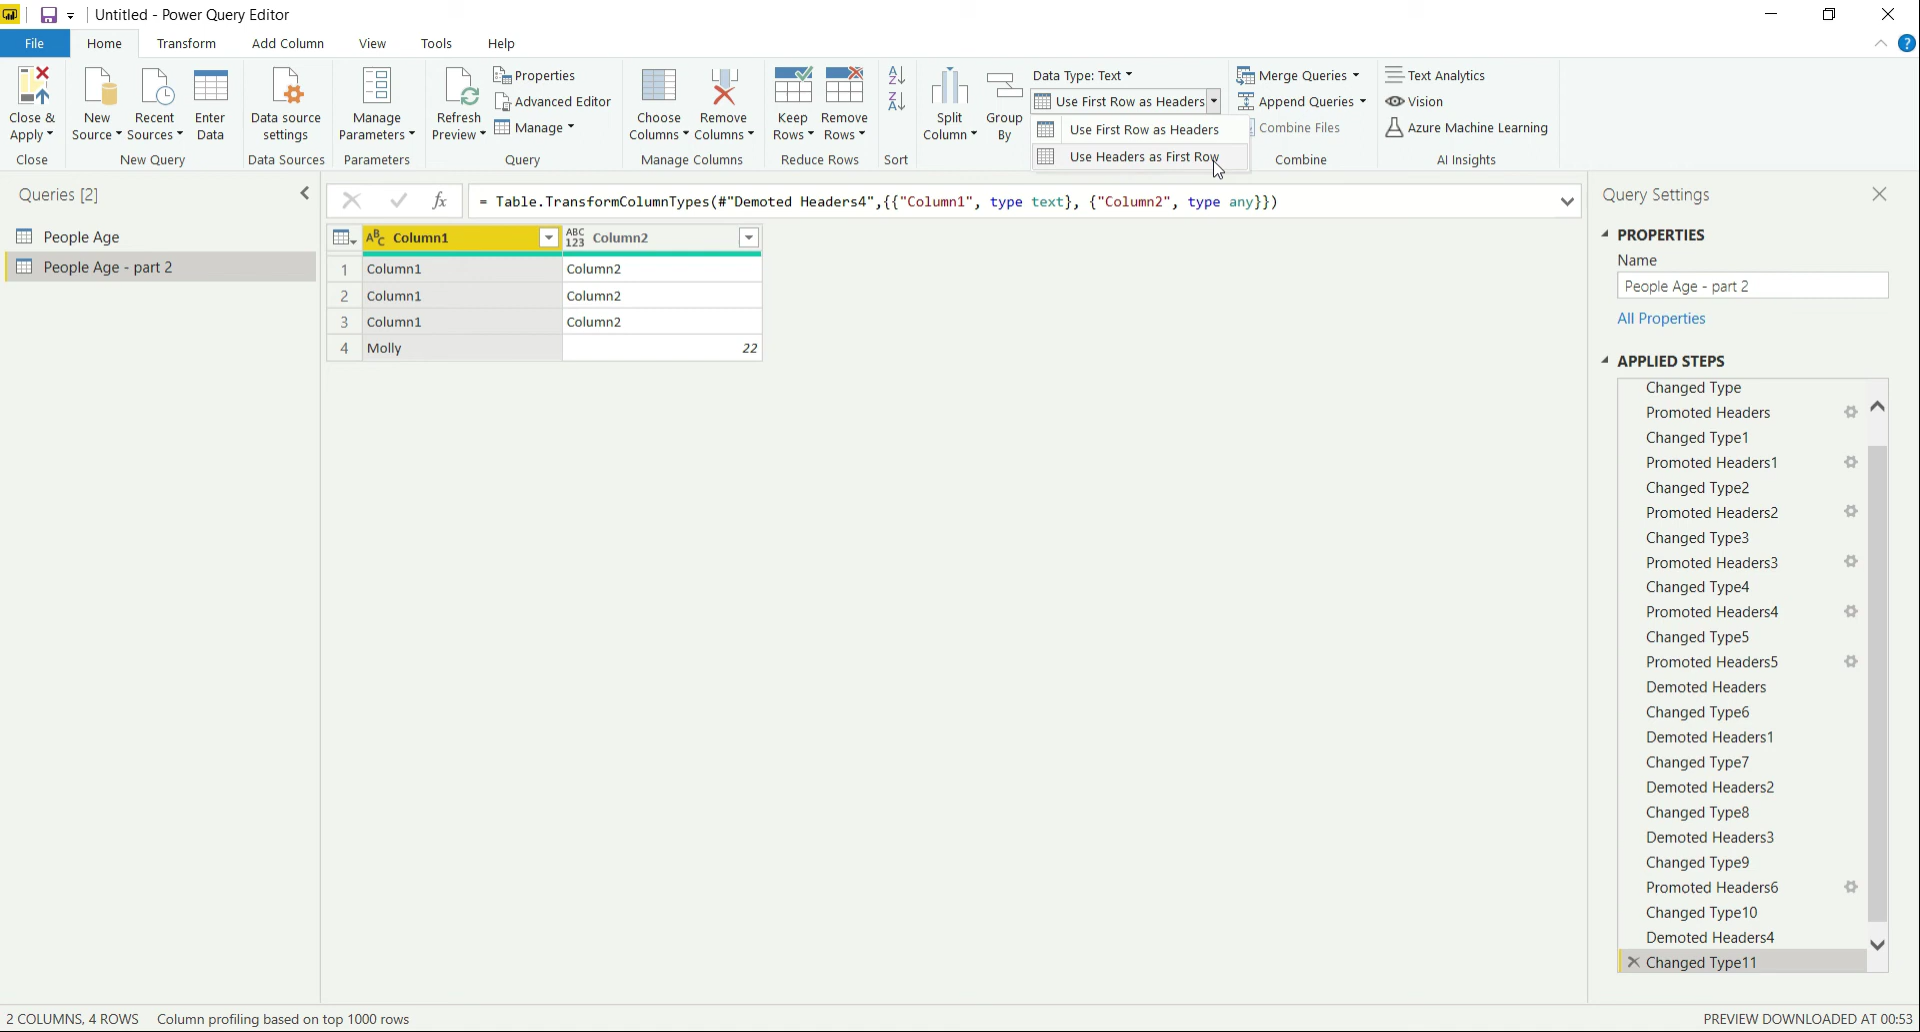 Untitled - Power Query Editor
File
Home
Transform
Add Column
View
Tools
Help
Close &
Apply
New
Source
Recent
Sources
Enter
Data
Data source
settings
Manage
Parameters
Refresh
Preview
Properties
Advanced Editor
Manage
Choose
Columns
Remove
Columns
Keep
Rows
Remove
Rows
A
Z
Z
A
Split
Column
Group
By
Data Type: Text
Use First Row as Headers
Use First Row as Headers
Use Headers as First Row
Merge Queries
Append Queries
Combine Files
Text Analytics
Vision
Azure Machine Learning
?
Close
New Query
Data Sources
Parameters
Query
Manage Columns
Reduce Rows
Sort
Combine
AI Insights
Queries [2]
People Age
People Age - part 2
fx
= Table.TransformColumnTypes(#"Demoted Headers4",{{"Column1", type text}, {"Column2", type any}})
ABC Column1
ABC
123 Column2
1 Column1 Column2
2 Column1 Column2
3 Column1 Column2
4 Molly 22
Query Settings
PROPERTIES
Name
People Age - part 2
All Properties
APPLIED STEPS
Changed Type
Promoted Headers
Changed Type1
Promoted Headers1
Changed Type2
Promoted Headers2
Changed Type3
Promoted Headers3
Changed Type4
Promoted Headers4
Changed Type5
Promoted Headers5
Demoted Headers
Changed Type6
Demoted Headers1
Changed Type7
Demoted Headers2
Changed Type8
Demoted Headers3
Changed Type9
Promoted Headers6
Changed Type10
Demoted Headers4
Changed Type11
2 COLUMNS, 4 ROWS
Column profiling based on top 1000 rows
PREVIEW DOWNLOADED AT 00:53